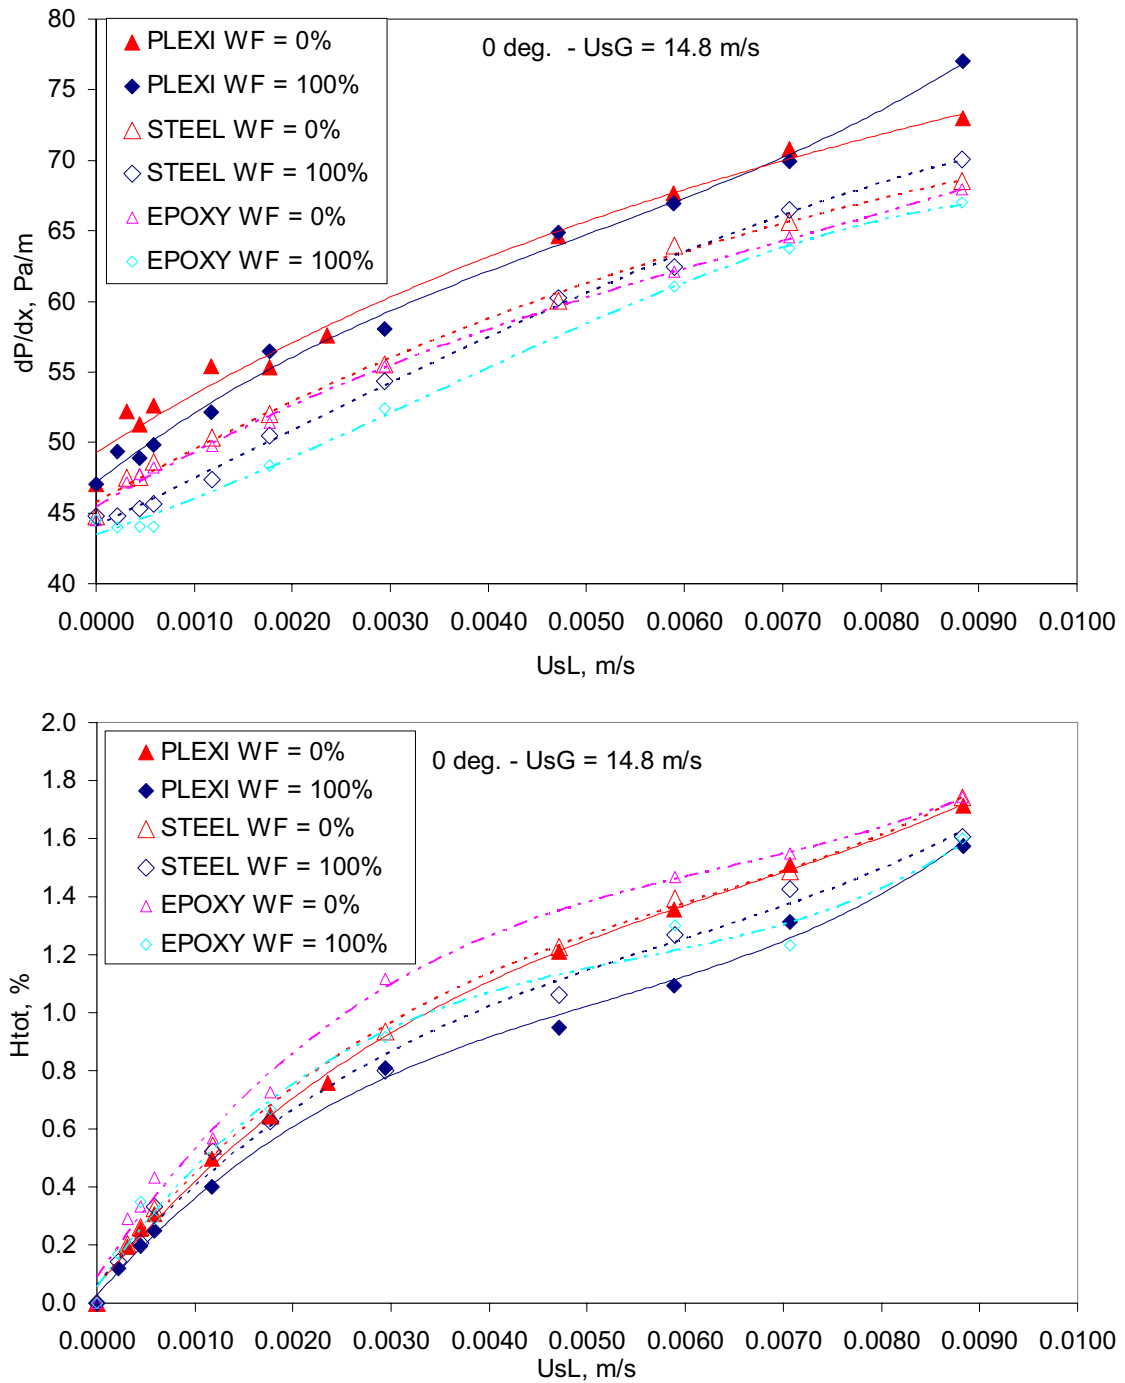 80
75
70
65
60
55
50
45
40
dP/dx, Pa/m
PLEXI WF = 0%
PLEXI WF = 100%
STEEL WF = 0%
STEEL WF = 100%
EPOXY WF = 0%
EPOXY WF = 100%
0 deg. - UsG = 14.8 m/s
0.0000 0.0010 0.0020 0.0030 0.0040 0.0050 0.0060 0.0070 0.0080 0.0090 0.0100
UsL, m/s
2.0
1.8
1.6
1.4
1.2
1.0
0.8
0.6
0.4
0.2
0.0
Htot, %
PLEXI WF = 0%
PLEXI WF = 100%
STEEL WF = 0%
STEEL WF = 100%
EPOXY WF = 0%
EPOXY WF = 100%
0 deg. - UsG = 14.8 m/s
0.0000 0.0010 0.0020 0.0030 0.0040 0.0050 0.0060 0.0070 0.0080 0.0090 0.0100
UsL, m/s